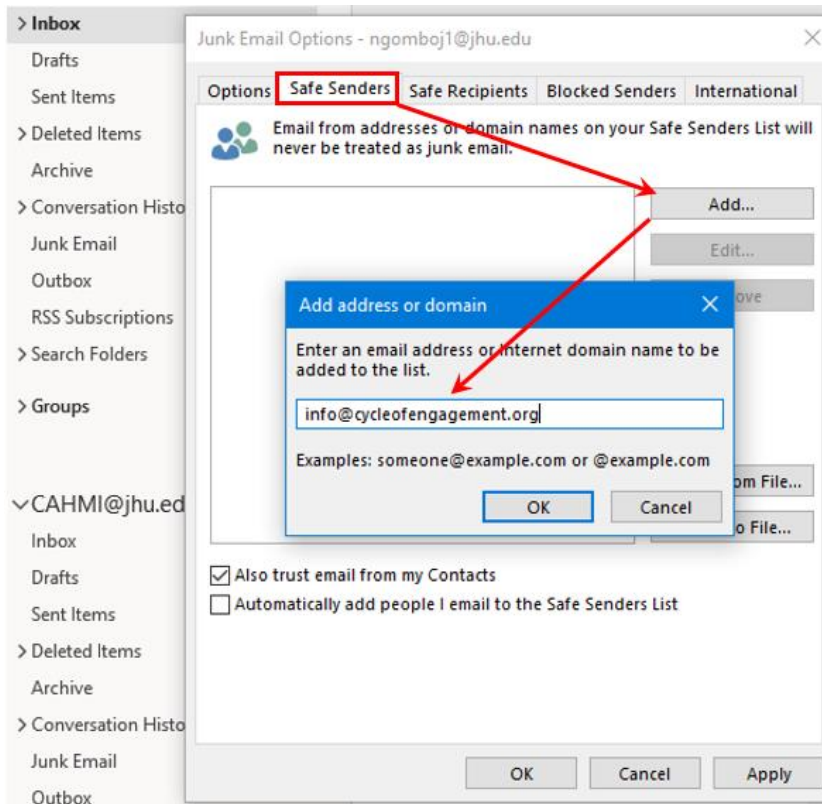 Inbox
Drafts
Sent Items
Deleted Items
Archive
Conversation Histo
Junk Email
Outbox
RSS Subscriptions
Search Folders
Groups
CAHMI@jhu.ed
Inbox
Drafts
Sent Items
Deleted Items
Archive
Conversation Histo
Junk Email
Outbox
Junk Email Options - ngomboj1@jhu.edu
Options Safe Senders Safe Recipients Blocked Senders International
Email from addresses or domain names on your Safe Senders List will
never be treated as junk email.
Add...
Edit...
ove
Add address or domain
Enter an email address or Internet domain name to be
added to the list.
info@cycleofengagement.org
Examples: someone@example.com or @example.com
OK Cancel
om File...
o File...
Also trust email from my Contacts
Automatically add people I email to the Safe Senders List
OK Cancel Apply